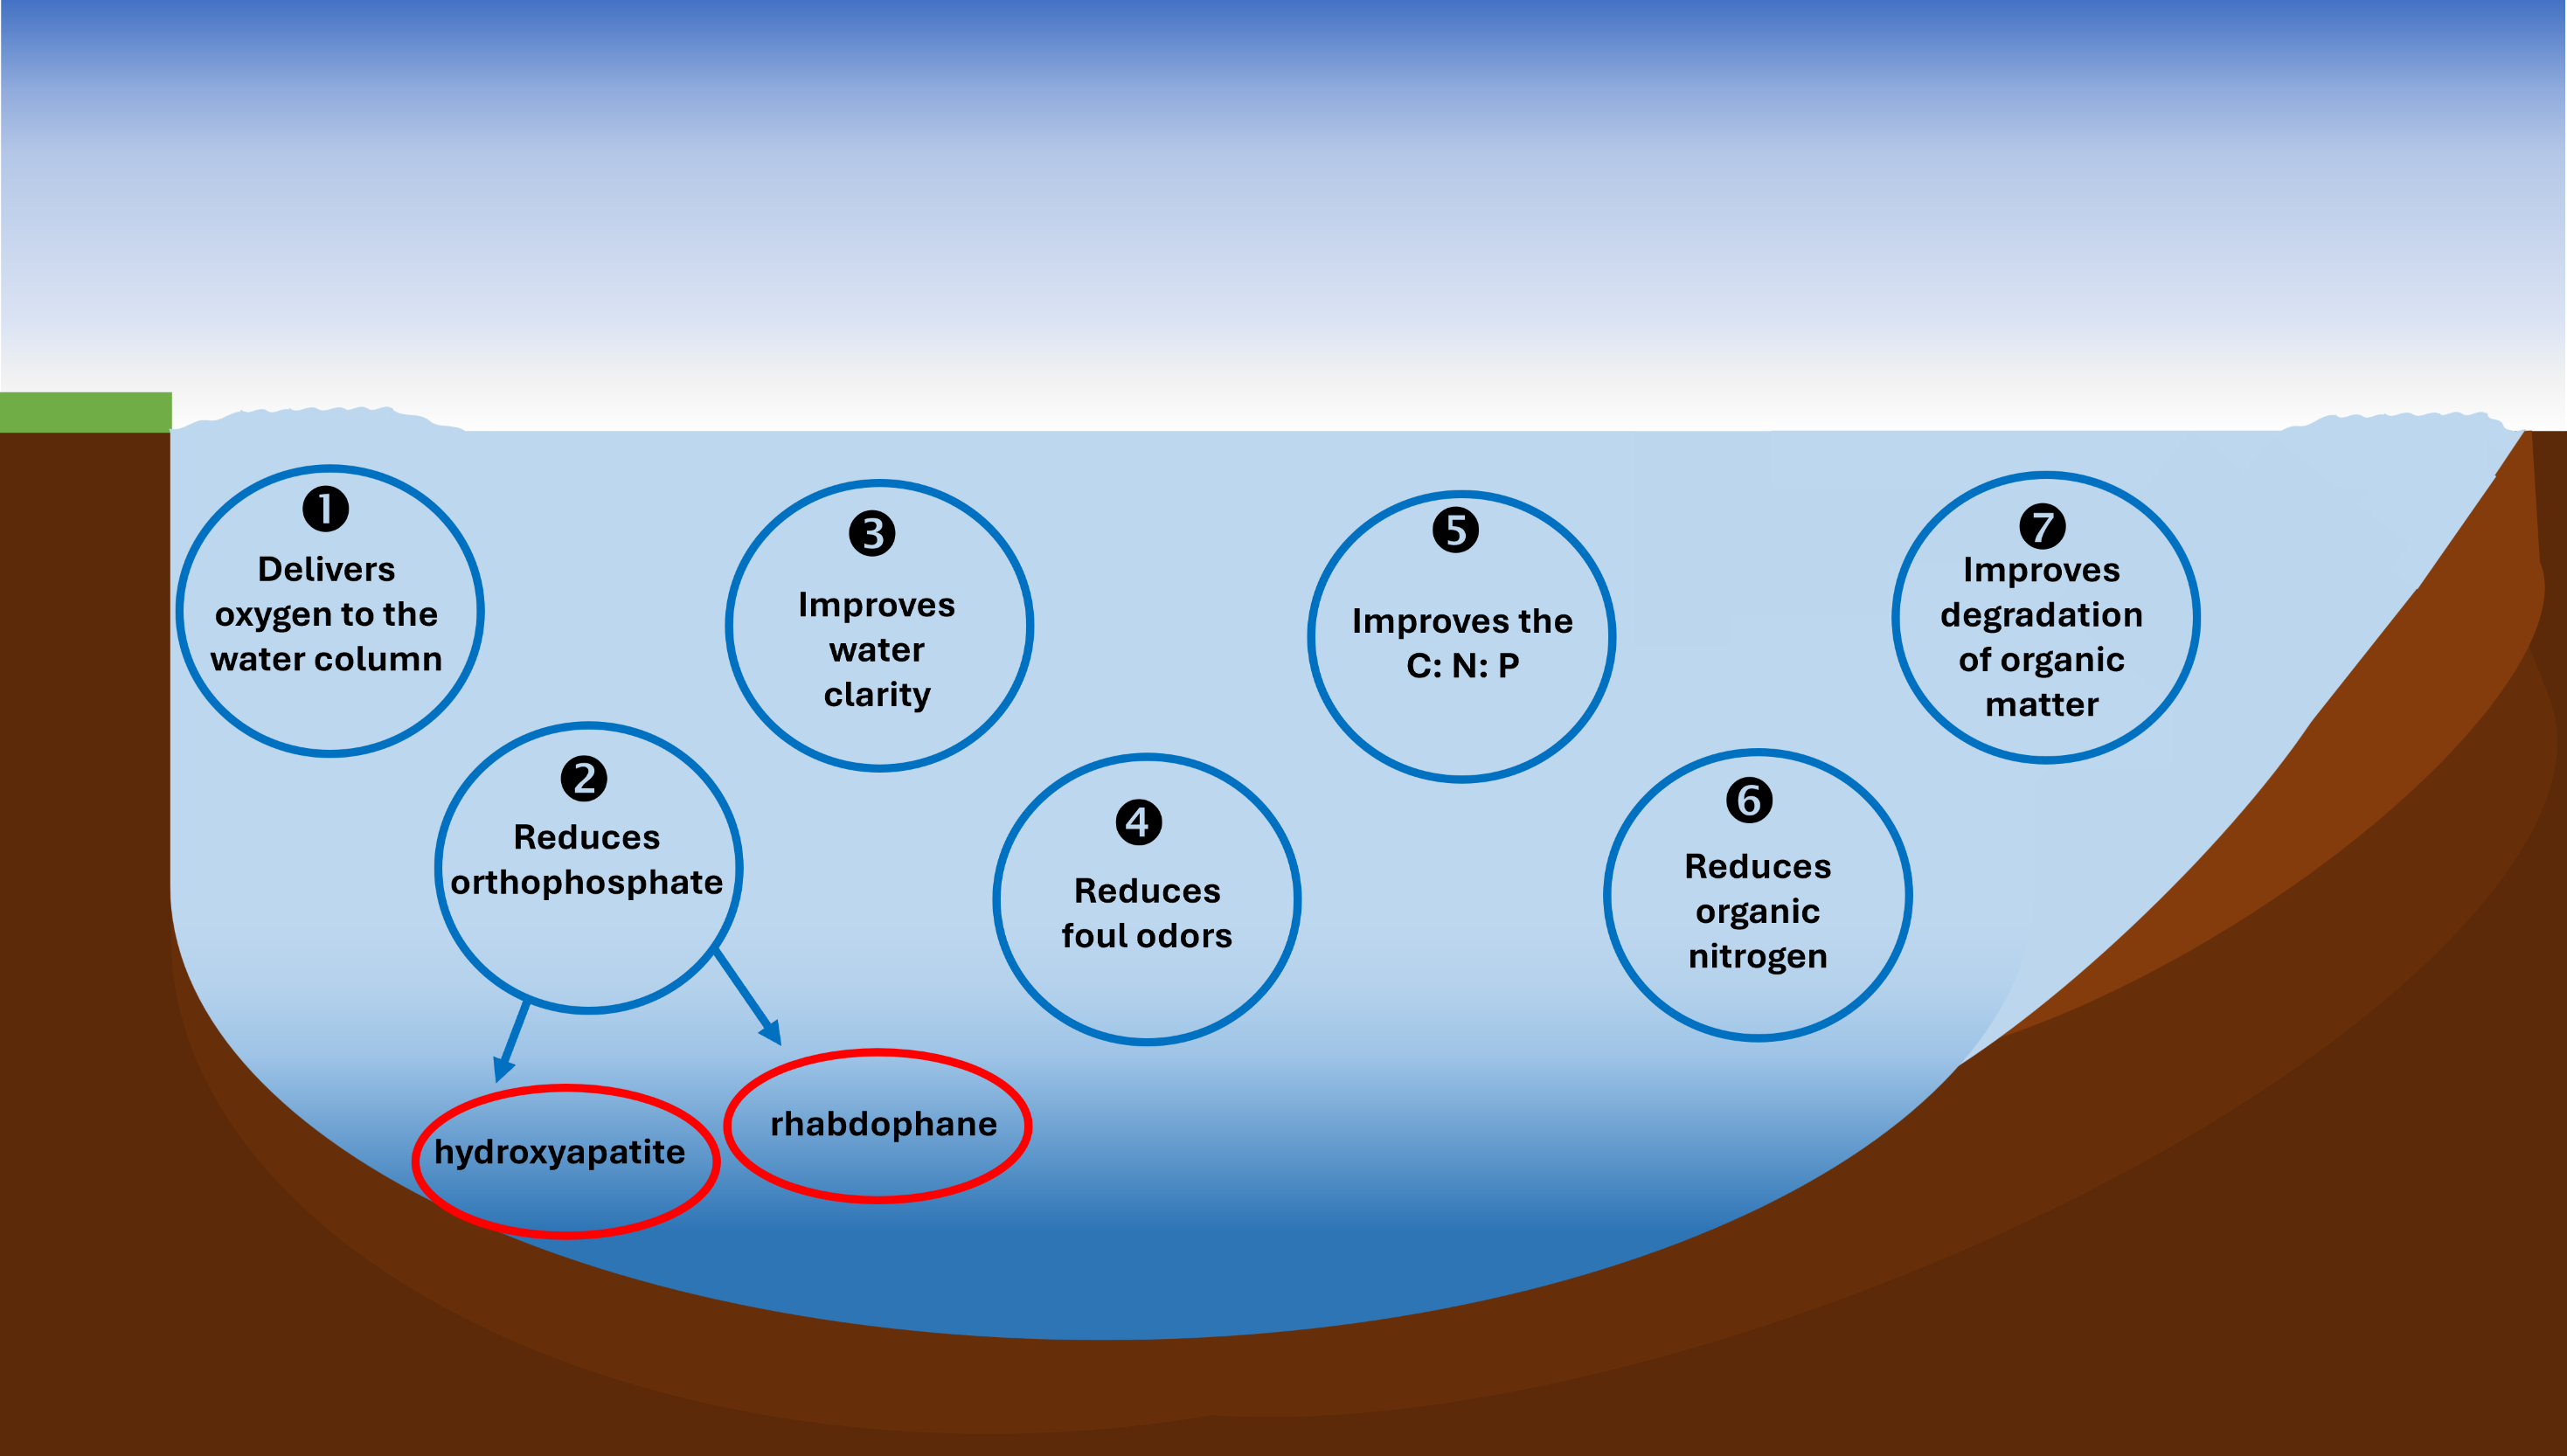 ❶
Delivers
oxygen to the
water column
❷
Reduces
orthophosphate
hydroxyapatite
rhabdophane
❸
Improves
water
clarity
❹
Reduces
foul odors
❺
Improves the
C: N: P
❻
Reduces
organic
nitrogen
❼
Improves
degradation
of organic
matter